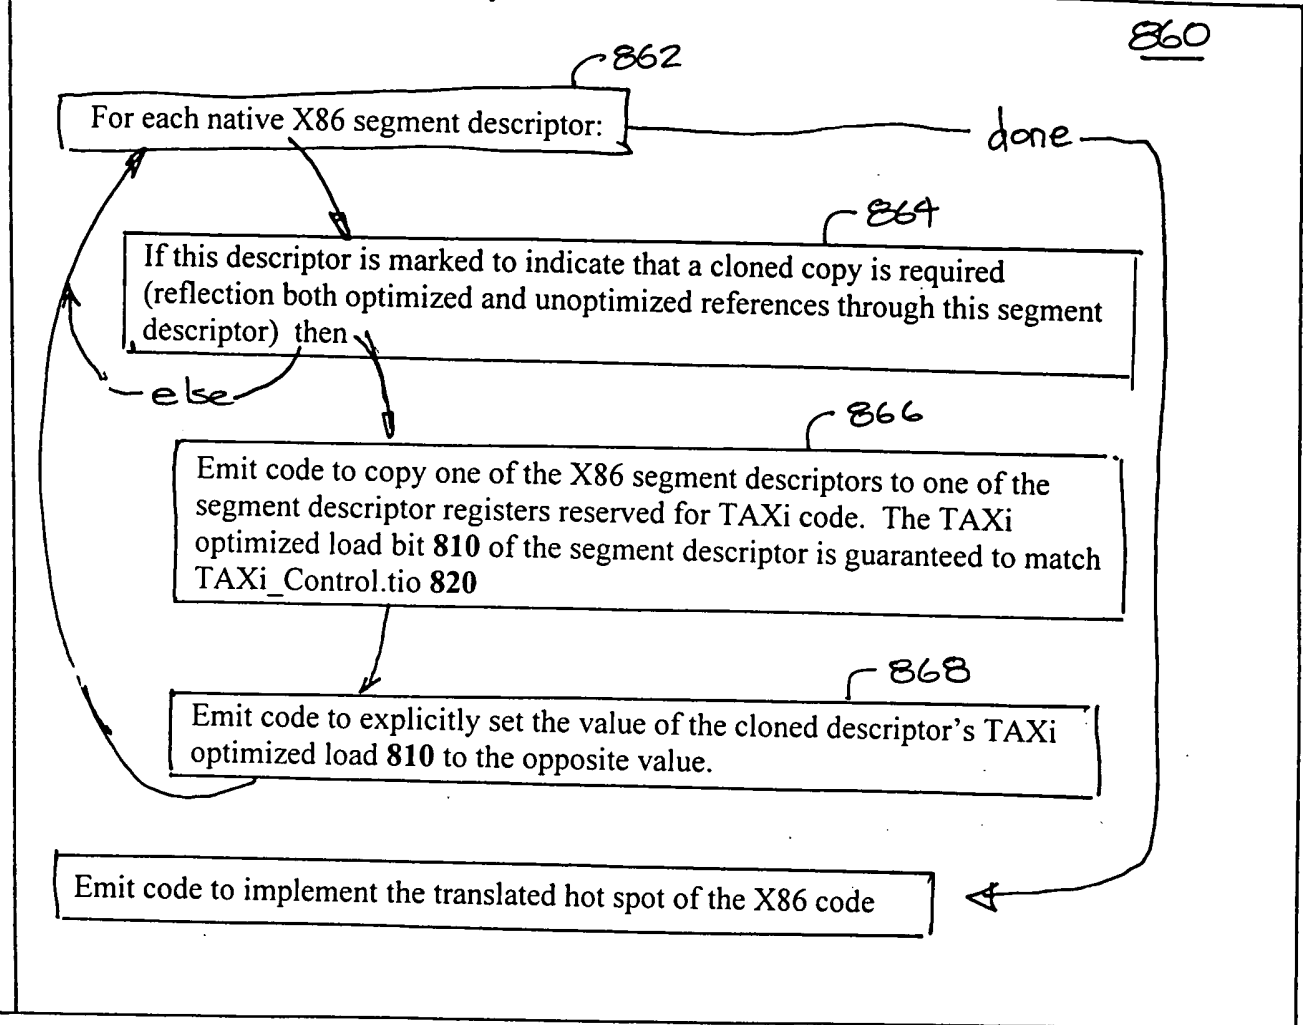 860
862
For each native X86 segment descriptor:
done
864
If this descriptor is marked to indicate that a cloned copy is required
(reflection both optimized and unoptimized references through this segment
descriptor) then
else
866
Emit code to copy one of the X86 segment descriptors to one of the
segment descriptor registers reserved for TAXi code. The TAXi
optimized load bit 810 of the segment descriptor is guaranteed to match
TAXi_Control.tio 820
868
Emit code to explicitly set the value of the cloned descriptor's TAXi
optimized load 810 to the opposite value.
Emit code to implement the translated hot spot of the X86 code